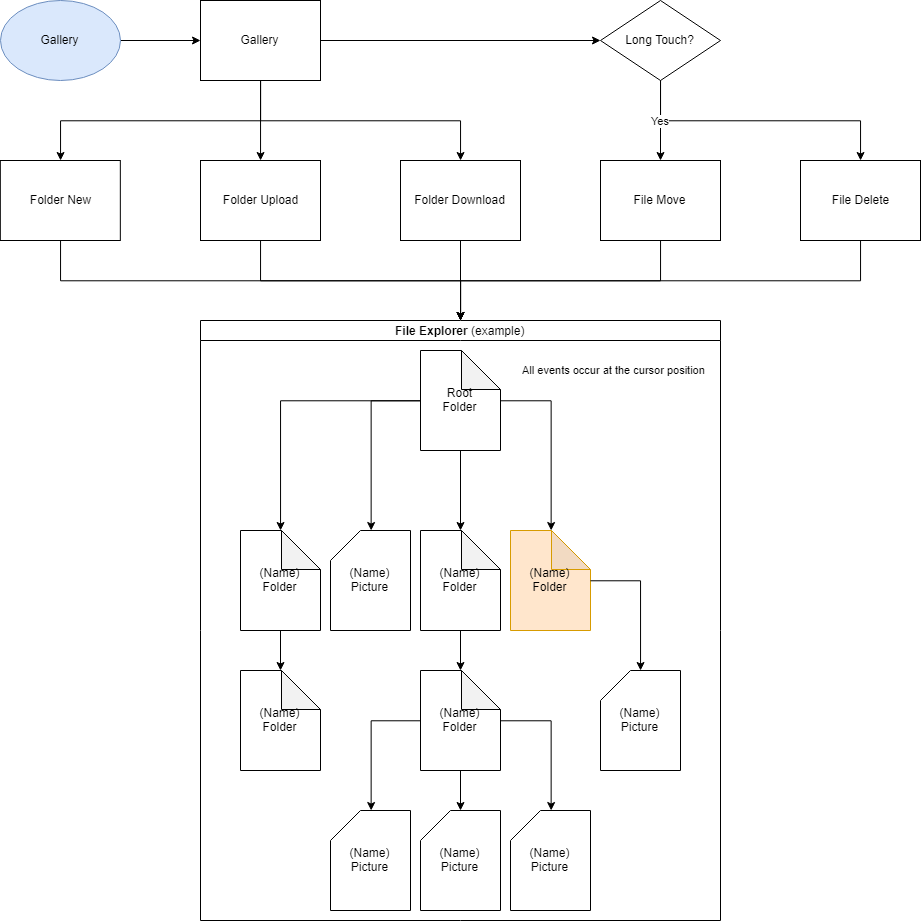 Gallery
Gallery
Long Touch?
Yes
Folder New
Folder Upload
Folder Download
File Move
File Delete
File Explorer (example)
All events occur at the cursor position
Root
Folder
(Name)
Folder
(Name)
Picture
(Name)
Folder
(Name)
Folder
(Name)
Folder
(Name)
Folder
(Name)
Picture
(Name)
Picture
(Name)
Picture
(Name)
Picture